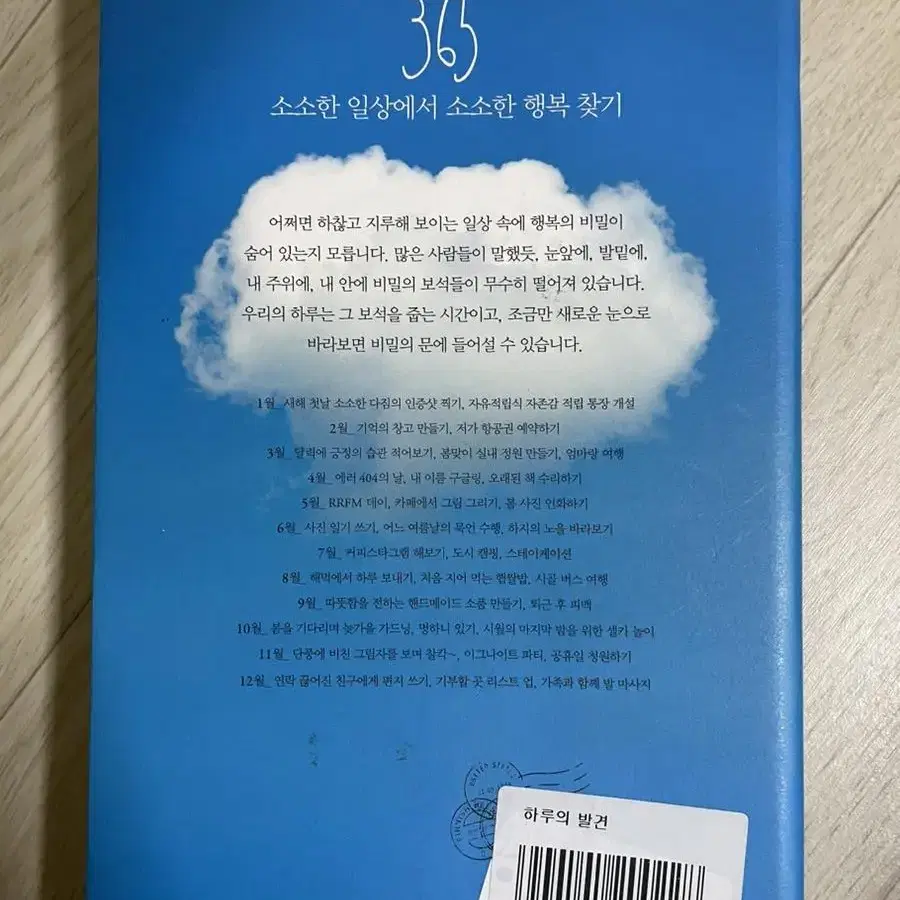 365
소소한 일상에서 소소한 행복 찾기
어쩌면 하찮고 지루해 보이는 일상 속에 행복의 비밀이
숨어 있는지 모릅니다. 많은 사람들이 말했듯, 눈앞에, 발밑에,
내 주위에, 내 안에 비밀의 보석들이 무수히 떨어져 있습니다.
우리의 하루는 그 보석을 줍는 시간이고, 조금만 새로운 눈으로
바라보면 비밀의 문에 들어설 수 있습니다.
1월_ 새해 첫날 소소한 다짐의 인증샷 찍기, 자유적립식 자존감 적립 통장 개설
2월_ 기억의 창고 만들기, 저가 항공권 예약하기
3월_ 달력에 긍정의 습관 적어보기, 봄맞이 실내 정원 만들기, 엄마랑 여행
4월_ 에러 404의 날, 내 이름 구글링, 오래된 책 수리하기
5월_ RRFM 데이, 카페에서 그림 그리기, 봄 사진 인화하기
6월_ 사진 일기 쓰기, 어느 여름날의 묵언 수행, 하지의 노을 바라보기
7월_ 커피스타그램 해보기, 도시 캠핑, 스테이케이션
8월_ 해먹에서 하루 보내기, 처음 지어 먹는 햅쌀밥, 시골 버스 여행
9월_ 따뜻함을 전하는 핸드메이드 소품 만들기, 퇴근 후 피맥
10월_ 봄을 기다리며 늦가을 가드닝, 멍하니 있기, 시월의 마지막 밤을 위한 셀키 놀이
11월_ 단풍에 비친 그림자를 보며 찰칵~, 이그나이트 파티, 공휴일 청원하기
12월_ 연락 끊어진 친구에게 편지 쓰기, 기부할 곳 리스트 업, 가족과 함께 발 마사지
하루의 발견